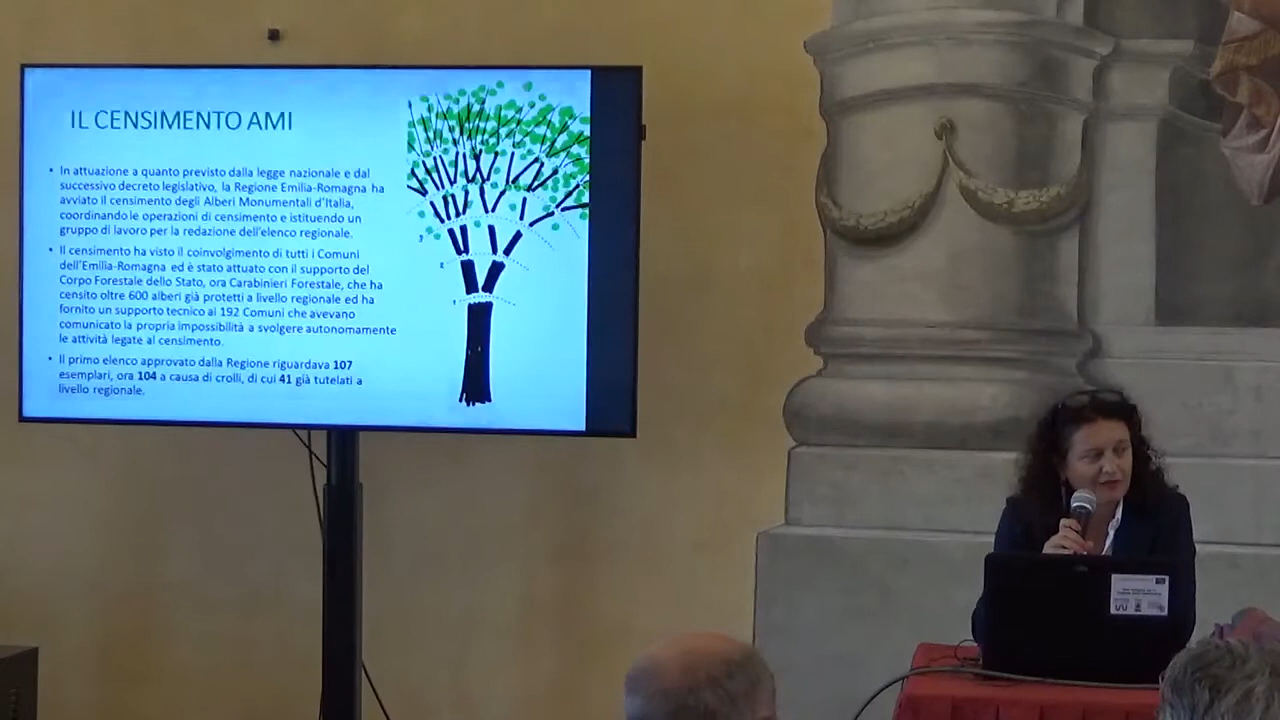 IL CENSIMENTO AMI
• In attuazione a quanto previsto dalla legge nazionale e dal
successivo decreto legislativo, la Regione Emilia-Romagna ha
avviato il censimento degli Alberi Monumentali d'Italia,
coordinando le operazioni di censimento e istituendo un
gruppo di lavoro per la redazione dell'elenco regionale.
• Il censimento ha visto il coinvolgimento di tutti i Comuni
dell'Emilia-Romagna ed è stato attuato con il supporto del
Corpo Forestale dello Stato, ora Carabinieri Forestale, che ha
censito oltre 600 alberi già protetti a livello regionale ed ha
fornito un supporto tecnico ai 192 Comuni che avevano
comunicato la propria impossibilità a svolgere autonomamente
le attività legate al censimento.
• Il primo elenco approvato dalla Regione riguardava 107
esemplari, ora 104 a causa di crolli, di cui 41 già tutelati a
livello regionale.
3
2
1